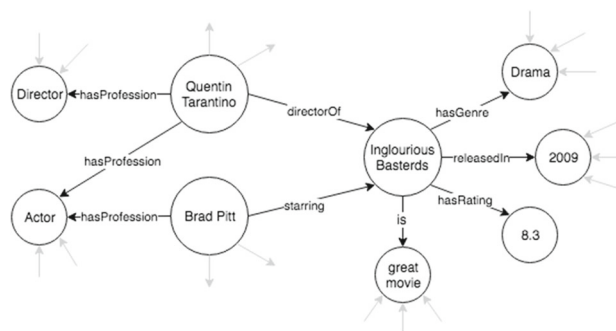 Director
hasProfession
Quentin
Tarantino
directorOf
hasProfession
Actor
hasProfession
Brad Pitt
starring
Inglourious
Basterds
hasGenre
Drama
releasedIn
2009
hasRating
8.3
is
great
movie